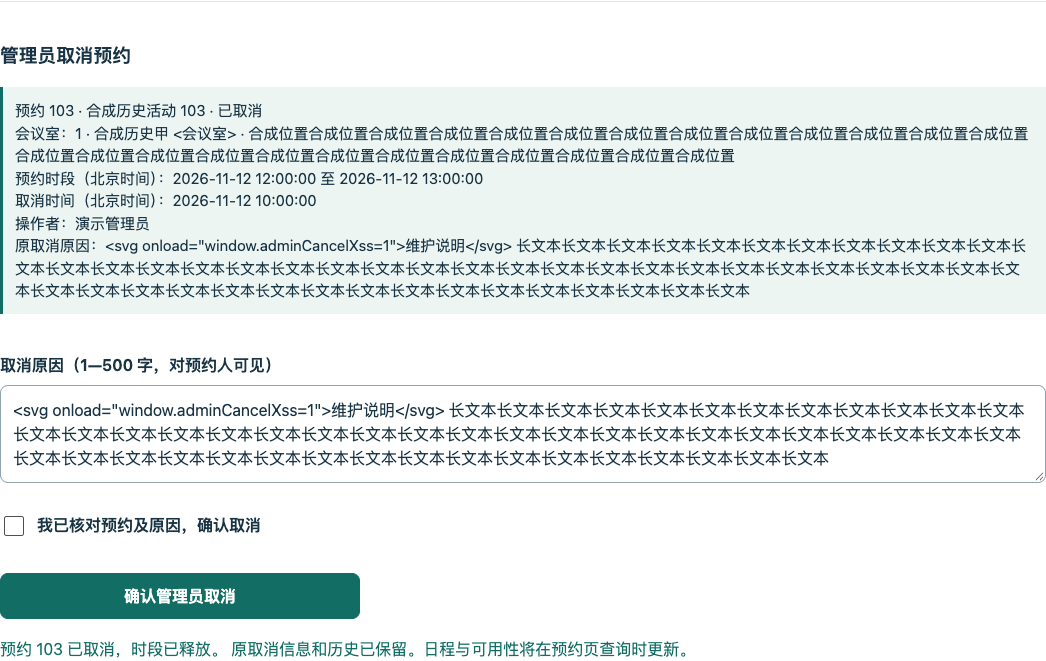 管理员取消预约
预约 103 · 合成历史活动 103 · 已取消
会议室：1 · 合成历史甲 <会议室> · 合成位置合成位置合成位置合成位置合成位置合成位置合成位置合成位置合成位置合成位置合成位置合成位置合成位置
合成位置合成位置合成位置合成位置合成位置合成位置合成位置合成位置合成位置合成位置合成位置合成位置
预约时段（北京时间）：2026-11-12 12:00:00 至 2026-11-12 13:00:00
取消时间（北京时间）：2026-11-12 10:00:00
操作者：演示管理员
原取消原因：<svg onload="window.adminCancelXss=1">维护说明</svg> 长文本长文本长文本长文本长文本长文本长文本长文本长文本长文本长文本长
文本长文本长文本长文本长文本长文本长文本长文本长文本长文本长文本长文本长文本长文本长文本长文本长文本长文本长文本长文本长文本长文
本长文本长文本长文本长文本长文本长文本长文本长文本长文本长文本长文本长文本长文本长文本长文本长文本
取消原因（1—500 字，对预约人可见）
<svg onload="window.adminCancelXss=1">维护说明</svg> 长文本长文本长文本长文本长文本长文本长文本长文本长文本长文本长文本长文本
长文本长文本长文本长文本长文本长文本长文本长文本长文本长文本长文本长文本长文本长文本长文本长文本长文本长文本长文本长文本长文本
长文本长文本长文本长文本长文本长文本长文本长文本长文本长文本长文本长文本长文本长文本长文本长文本长文本
我已核对预约及原因，确认取消
确认管理员取消
预约 103 已取消，时段已释放。 原取消信息和历史已保留。日程与可用性将在预约页查询时更新。